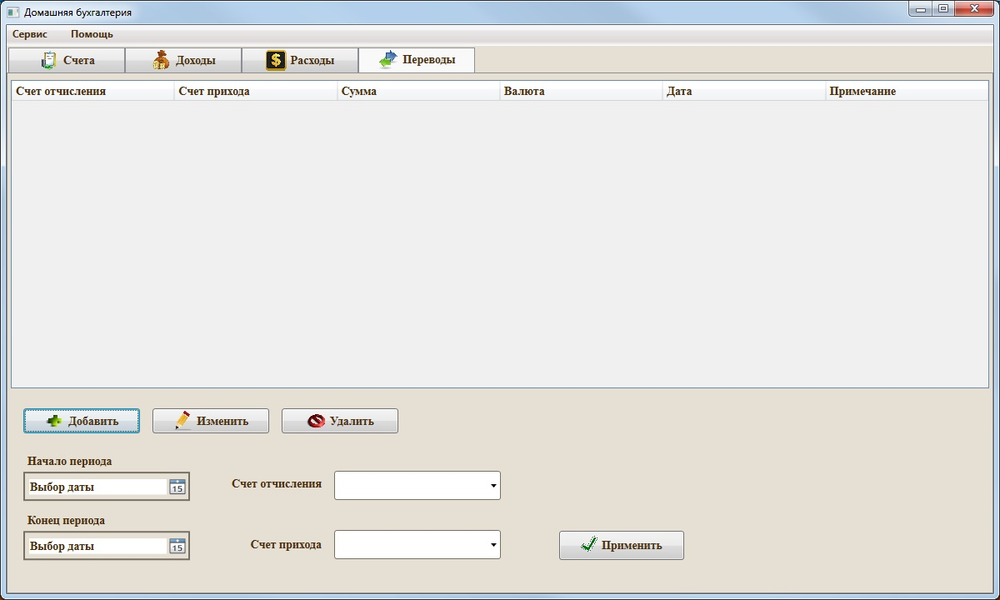 Домашняя бухгалтерия
Сервис Помощь
Счета Доходы $ Расходы Переводы
Счет отчисления Счет прихода Сумма Валюта Дата Примечание
Добавить Изменить Удалить
Начало периода
Выбор даты 15 Счет отчисления
Конец периода
Выбор даты 15 Счет прихода Применить